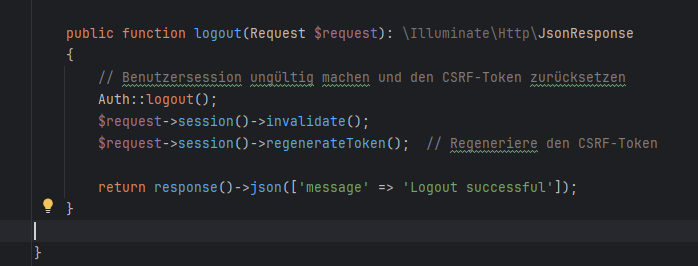 public function logout(Request $request): \Illuminate\Http\JsonResponse
{
// Benutzersession ungültig machen und den CSRF-Token zurücksetzen
Auth::logout();
$request->session()->invalidate();
$request->session()->regenerateToken();  // Regeneriere den CSRF-Token
return response()->json(['message' => 'Logout successful']);
}
}